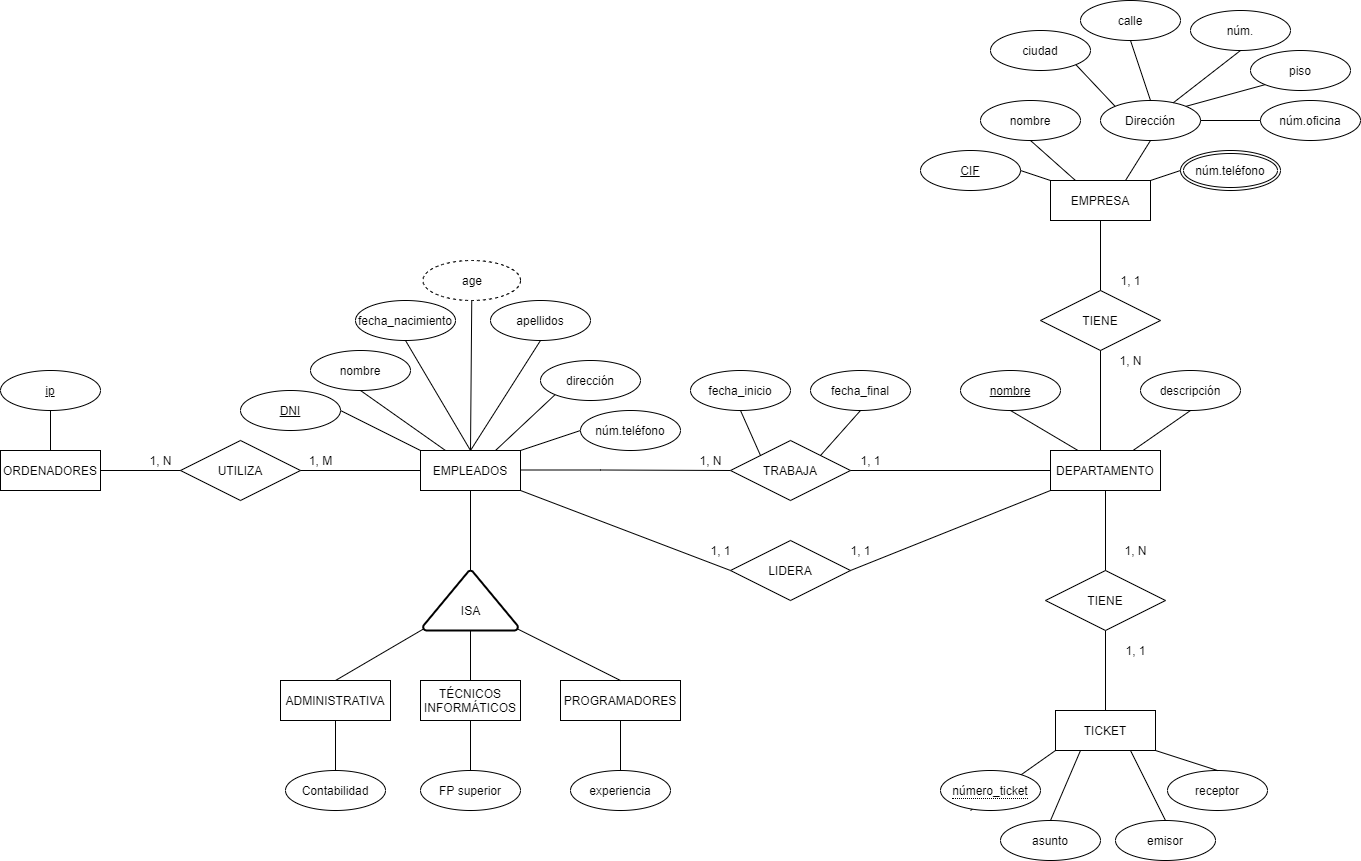 calle
núm.
ciudad
piso
nombre
Dirección
núm.oficina
CIF
núm.teléfono
EMPRESA
age
1, 1
fecha_nacimiento
apellidos
TIENE
nombre
1, N
ip
dirección
fecha_inicio
fecha_final
nombre
descripción
DNI
núm.teléfono
ORDENADORES
1, N
UTILIZA
1, M
EMPLEADOS
1, N
TRABAJA
1, 1
DEPARTAMENTO
1, 1
LIDERA
1, 1
1, N
TIENE
1, 1
ISA
ADMINISTRATIVA
TÉCNICOS
INFORMÁTICOS
PROGRAMADORES
TICKET
Contabilidad
FP superior
experiencia
número_ticket
receptor
asunto
emisor